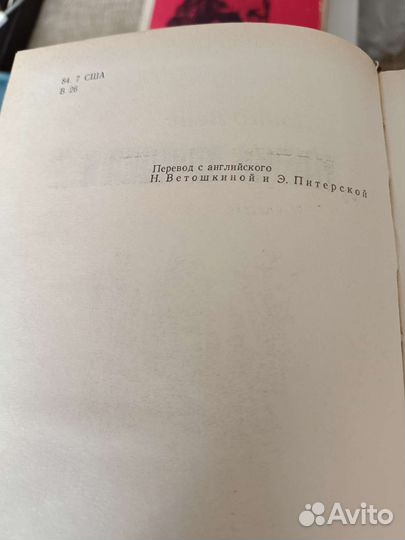 84. 7 США
В 26
Перевод с английского
Н. Ветошкиной и Э. Питерской
Avito